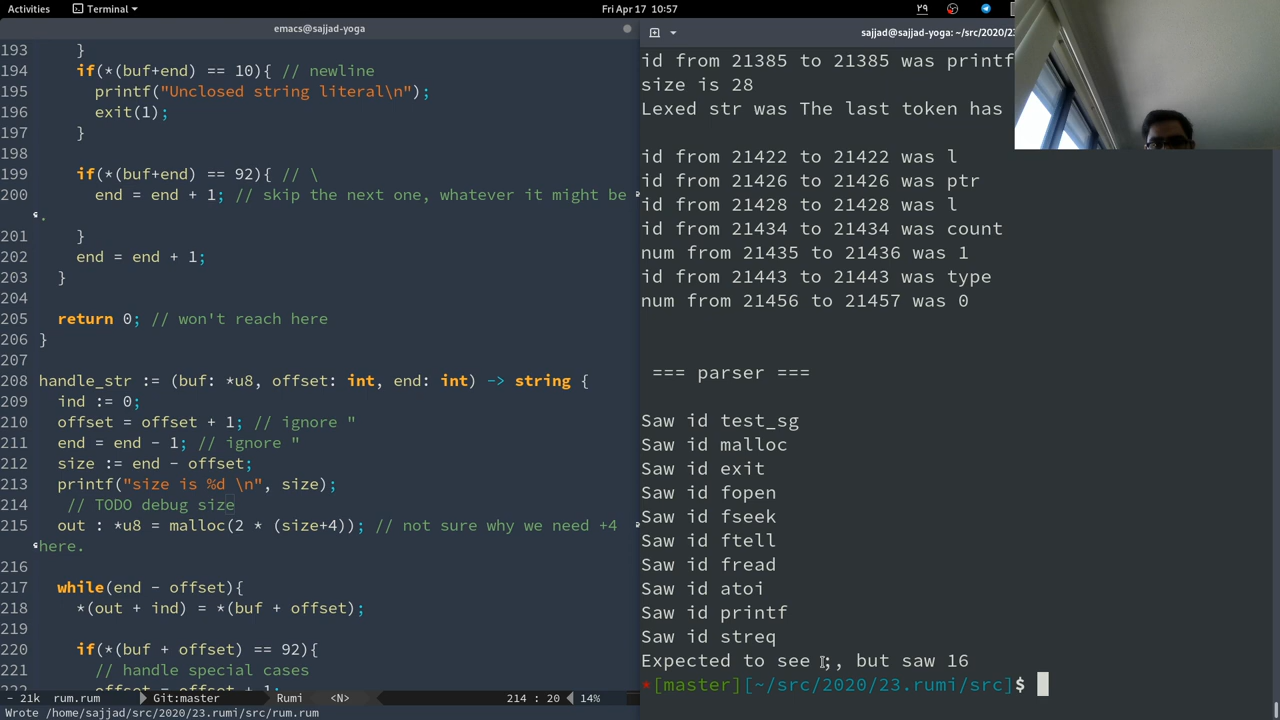 Activities Terminal Fri Apr 17 10:57 ۲۹
emacs@sajjad-yoga
193 }
194 if(*(buf+end) == 10){ // newline
195 printf("Unclosed string literal\n");
196 exit(1);
197 }
198
199 if(*(buf+end) == 92){ // \
200 end = end + 1; // skip the next one, whatever it might be
.
201 }
202 end = end + 1;
203 }
204
205 return 0; // won't reach here
206 }
207
208 handle_str := (buf: *u8, offset: int, end: int) -> string {
209 ind := 0;
210 offset = offset + 1; // ignore "
211 end = end - 1; // ignore "
212 size := end - offset;
213 printf("size is %d \n", size);
214 // TODO debug size
215 out : *u8 = malloc(2 * (size+4)); // not sure why we need +4
here.
216
217 while(end - offset){
218 *(out + ind) = *(buf + offset);
219
220 if(*(buf + offset) == 92){
221 // handle special cases
- 21k rum.rum Git:master Rumi <N> 214 : 20 14%
Wrote /home/sajjad/src/2020/23.rumi/src/rum.rum
sajjad@sajjad-yoga: ~/src/2020/23.
id from 21385 to 21385 was printf
size is 28
Lexed str was The last token has
id from 21422 to 21422 was l
id from 21426 to 21426 was ptr
id from 21428 to 21428 was l
id from 21434 to 21434 was count
num from 21435 to 21436 was 1
id from 21443 to 21443 was type
num from 21456 to 21457 was 0
=== parser ===
Saw id test_sg
Saw id malloc
Saw id exit
Saw id fopen
Saw id fseek
Saw id ftell
Saw id fread
Saw id atoi
Saw id printf
Saw id streq
Expected to see ;, but saw 16
*[master][~/src/2020/23.rumi/src]$